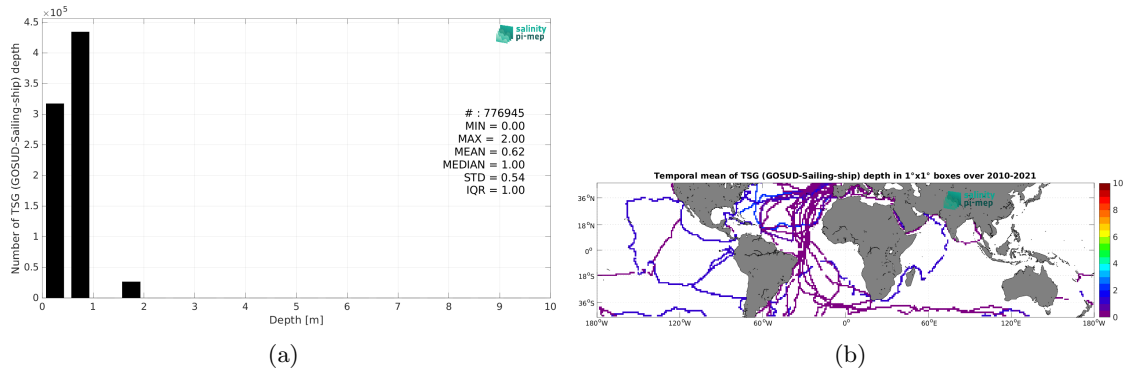 4.5 ×10⁵
4
3.5
3
2.5
2
1.5
1
0.5
0
Number of TSG (GOSUD-Sailing-ship) depth
salinity
pi-mep
# : 776945
MIN = 0.00
MAX = 2.00
MEAN = 0.62
MEDIAN = 1.00
STD = 0.54
IQR = 1.00
0 1 2 3 4 5 6 7 8 9 10
Depth [m]
(a)
Temporal mean of TSG (GOSUD-Sailing-ship) depth in 1°x1° boxes over 2010-2021
salinity
pi-mep
36°N
18°N
0°
18°S
36°S
180°W 120°W 60°W 0° 60°E 120°E 180°W
10
8
6
4
2
0
(b)